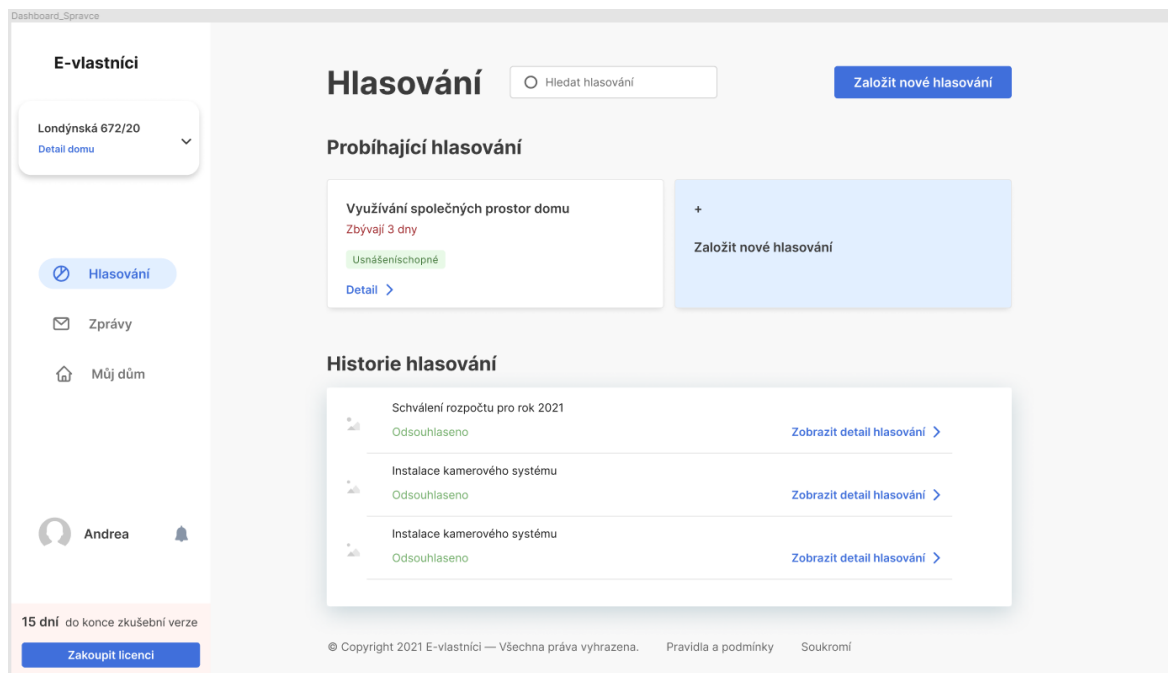 Dashboard_Spravce
E-vlastníci
Londýnská 672/20
Detail domu
Hlasování
Zprávy
Můj dům
Andrea
15 dní do konce zkušební verze
Zakoupit licenci
Hlasování
Hledat hlasování
Založit nové hlasování
Probíhající hlasování
Využívání společných prostor domu
Zbývají 3 dny
Usnášeníschopné
Detail
+
Založit nové hlasování
Historie hlasování
Schválení rozpočtu pro rok 2021
Odsouhlaseno
Zobrazit detail hlasování
Instalace kamerového systému
Odsouhlaseno
Zobrazit detail hlasování
Instalace kamerového systému
Odsouhlaseno
Zobrazit detail hlasování
© Copyright 2021 E-vlastníci — Všechna práva vyhrazena. Pravidla a podmínky Soukromí